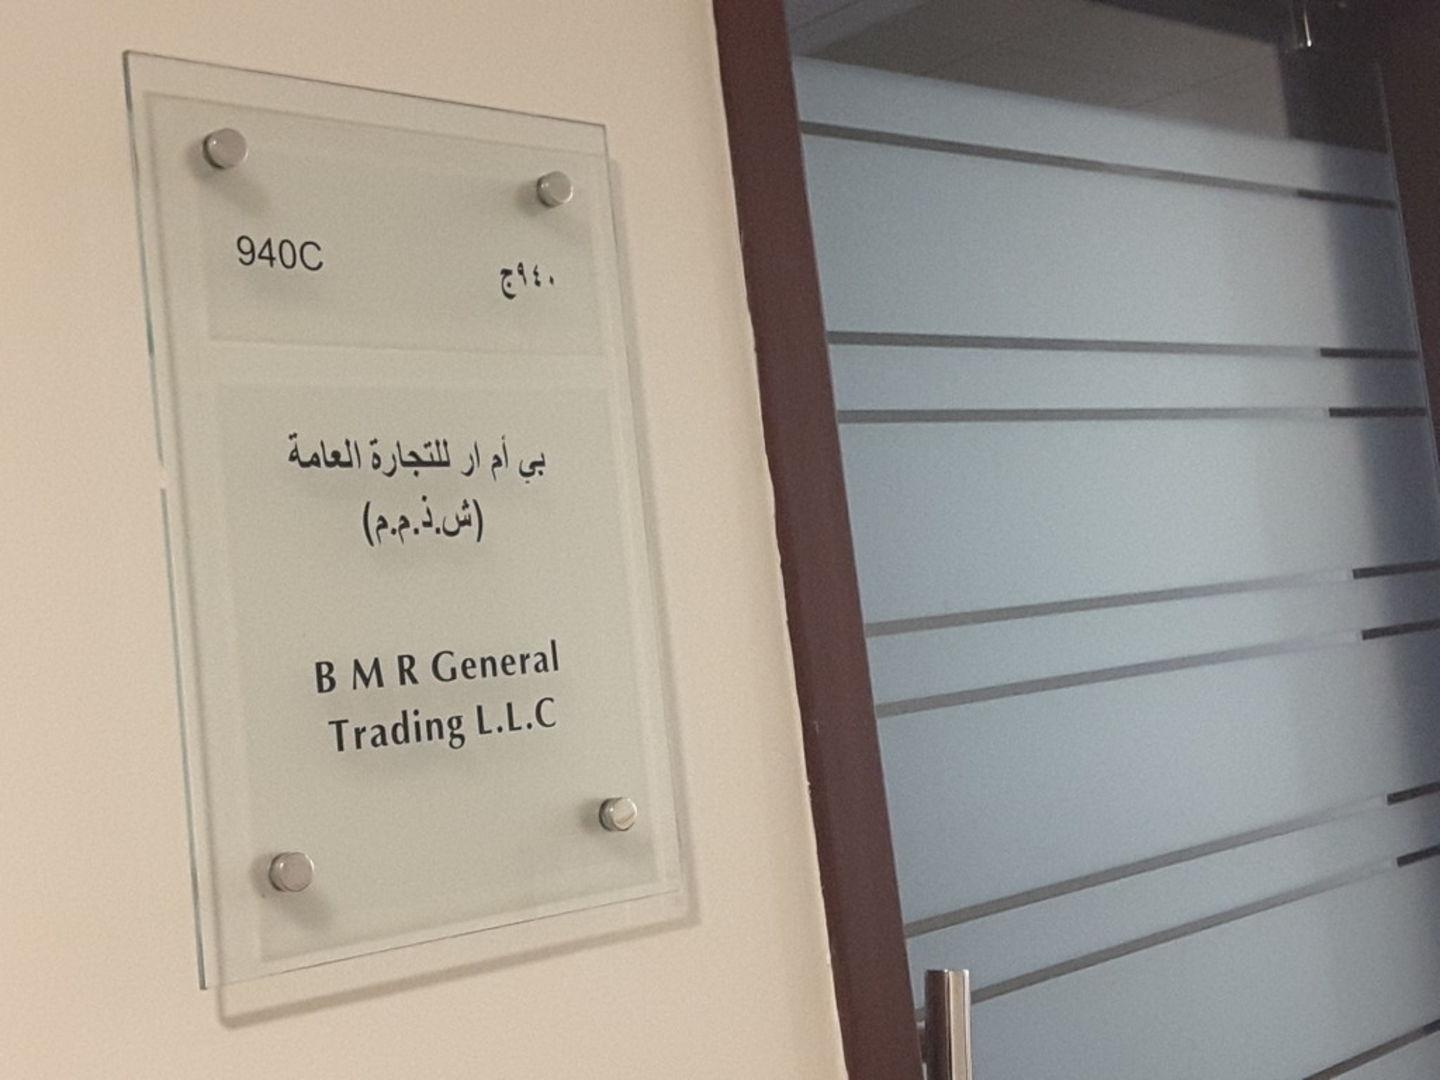 940C
٩٤٠ج
بي أم ار للتجارة العامة
(ش.ذ.م.م)
B M R General
Trading L.L.C